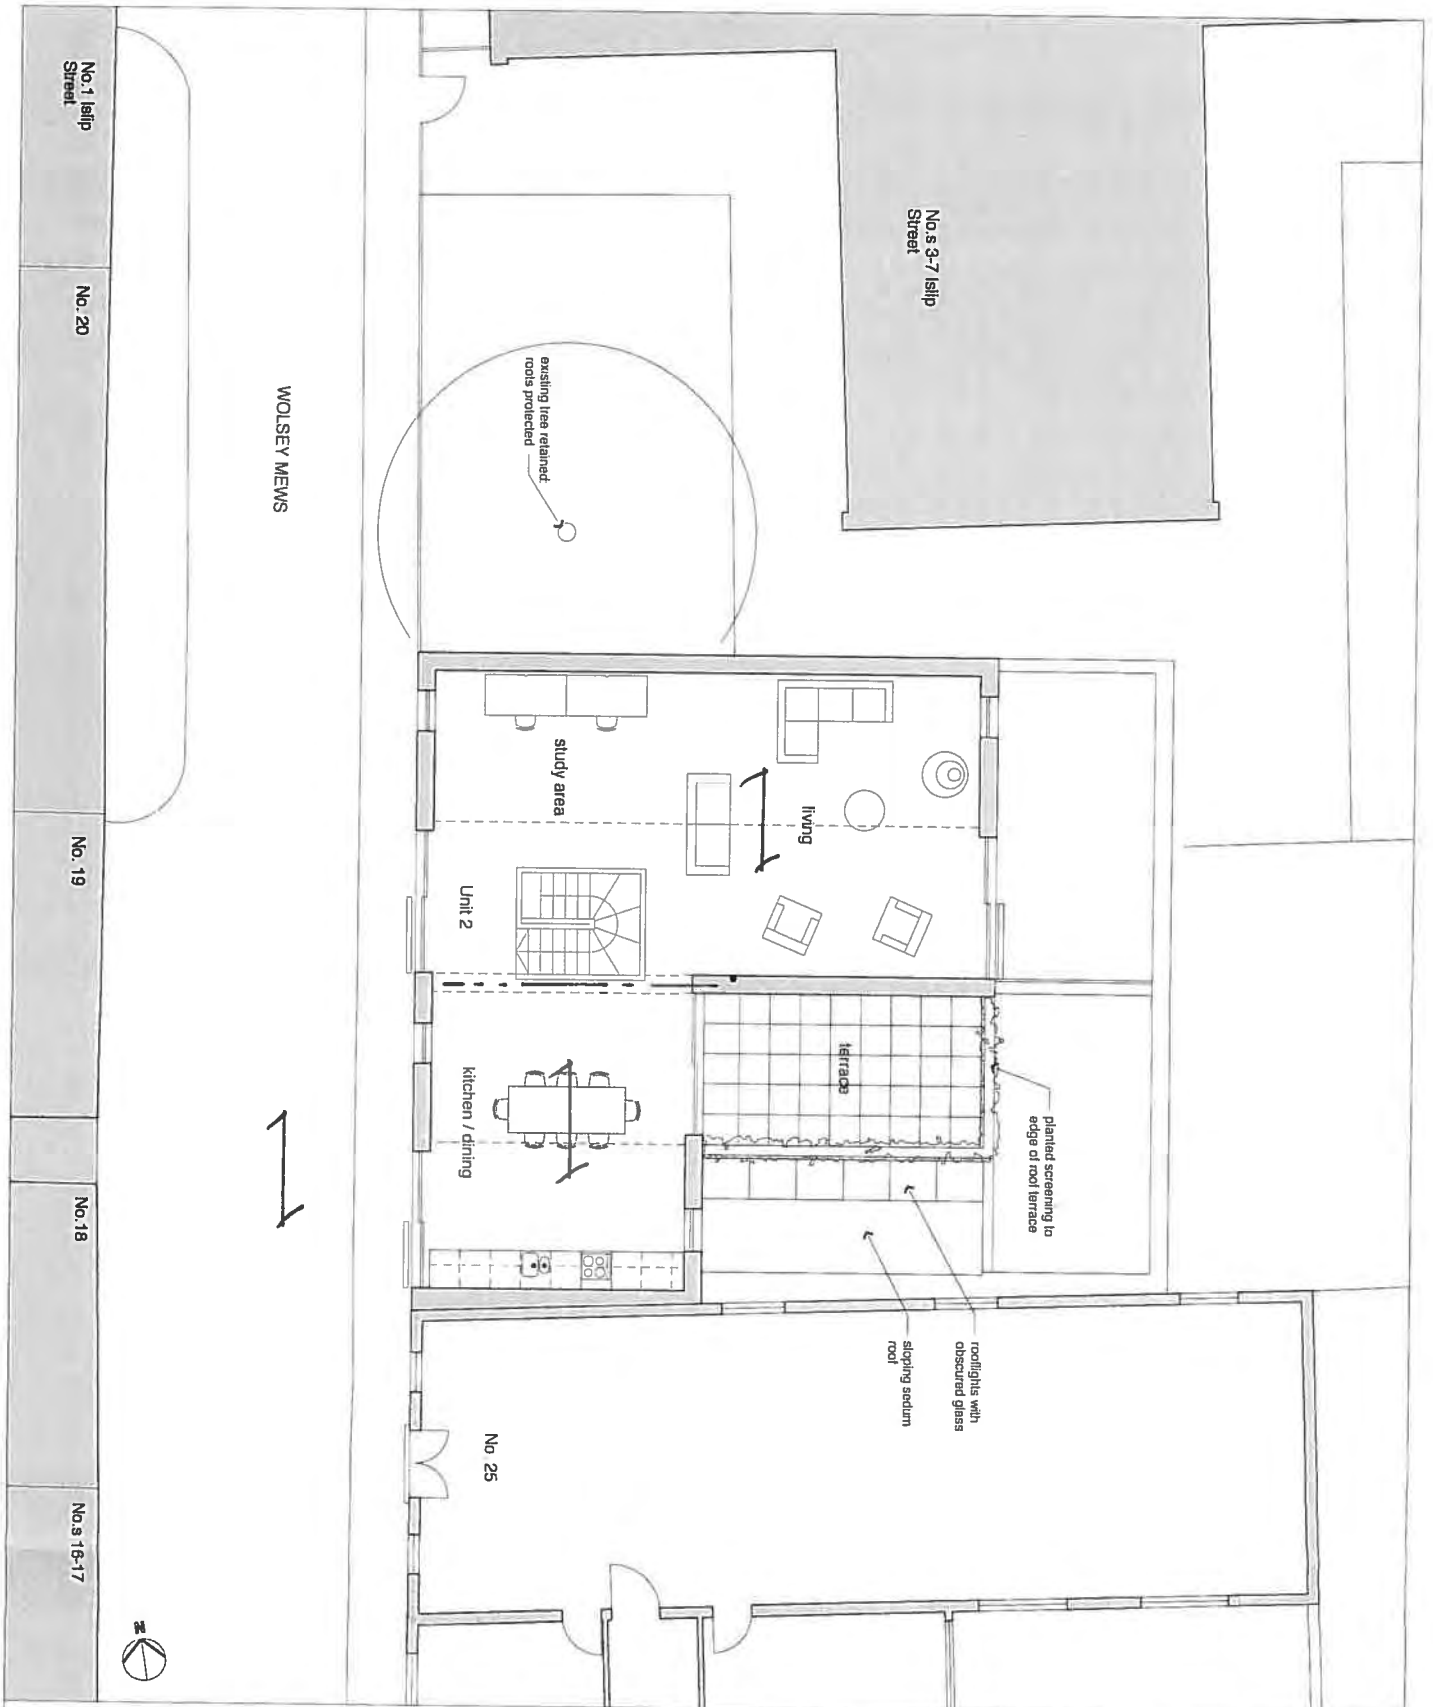 No.1 Islip
Street
No. 20
No. 19
No.18
No.s 16-17
WOLSEY MEWS
No.s 3-7 Islip
Street
existing tree retained:
roots protected
study area
living
Unit 2
kitchen / dining
terrace
planted screening to
edge of roof terrace
rooflights with
obscured glass
sloping sedum
roof
No 25
N